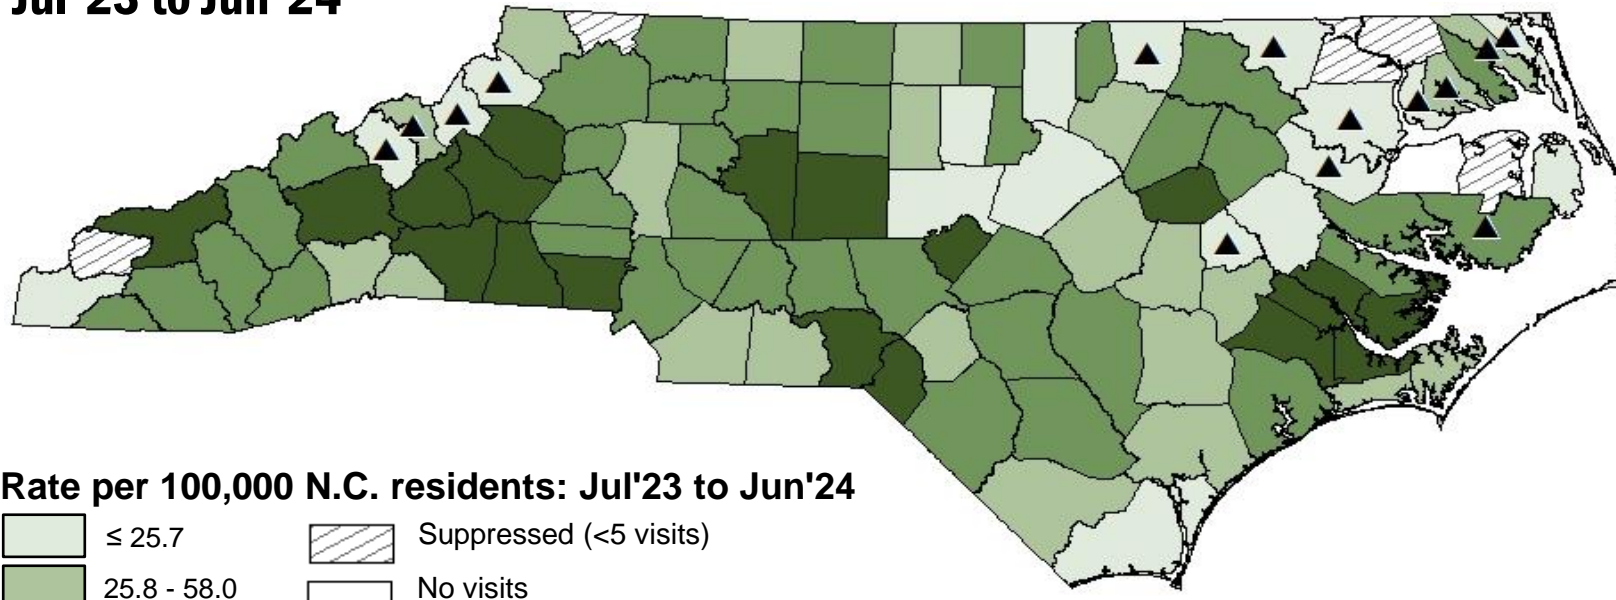 Jul'23 to Jun'24
Rate per 100,000 N.C. residents: Jul'23 to Jun'24
≤ 25.7
Suppressed (<5 visits)
25.8 - 58.0
No visits